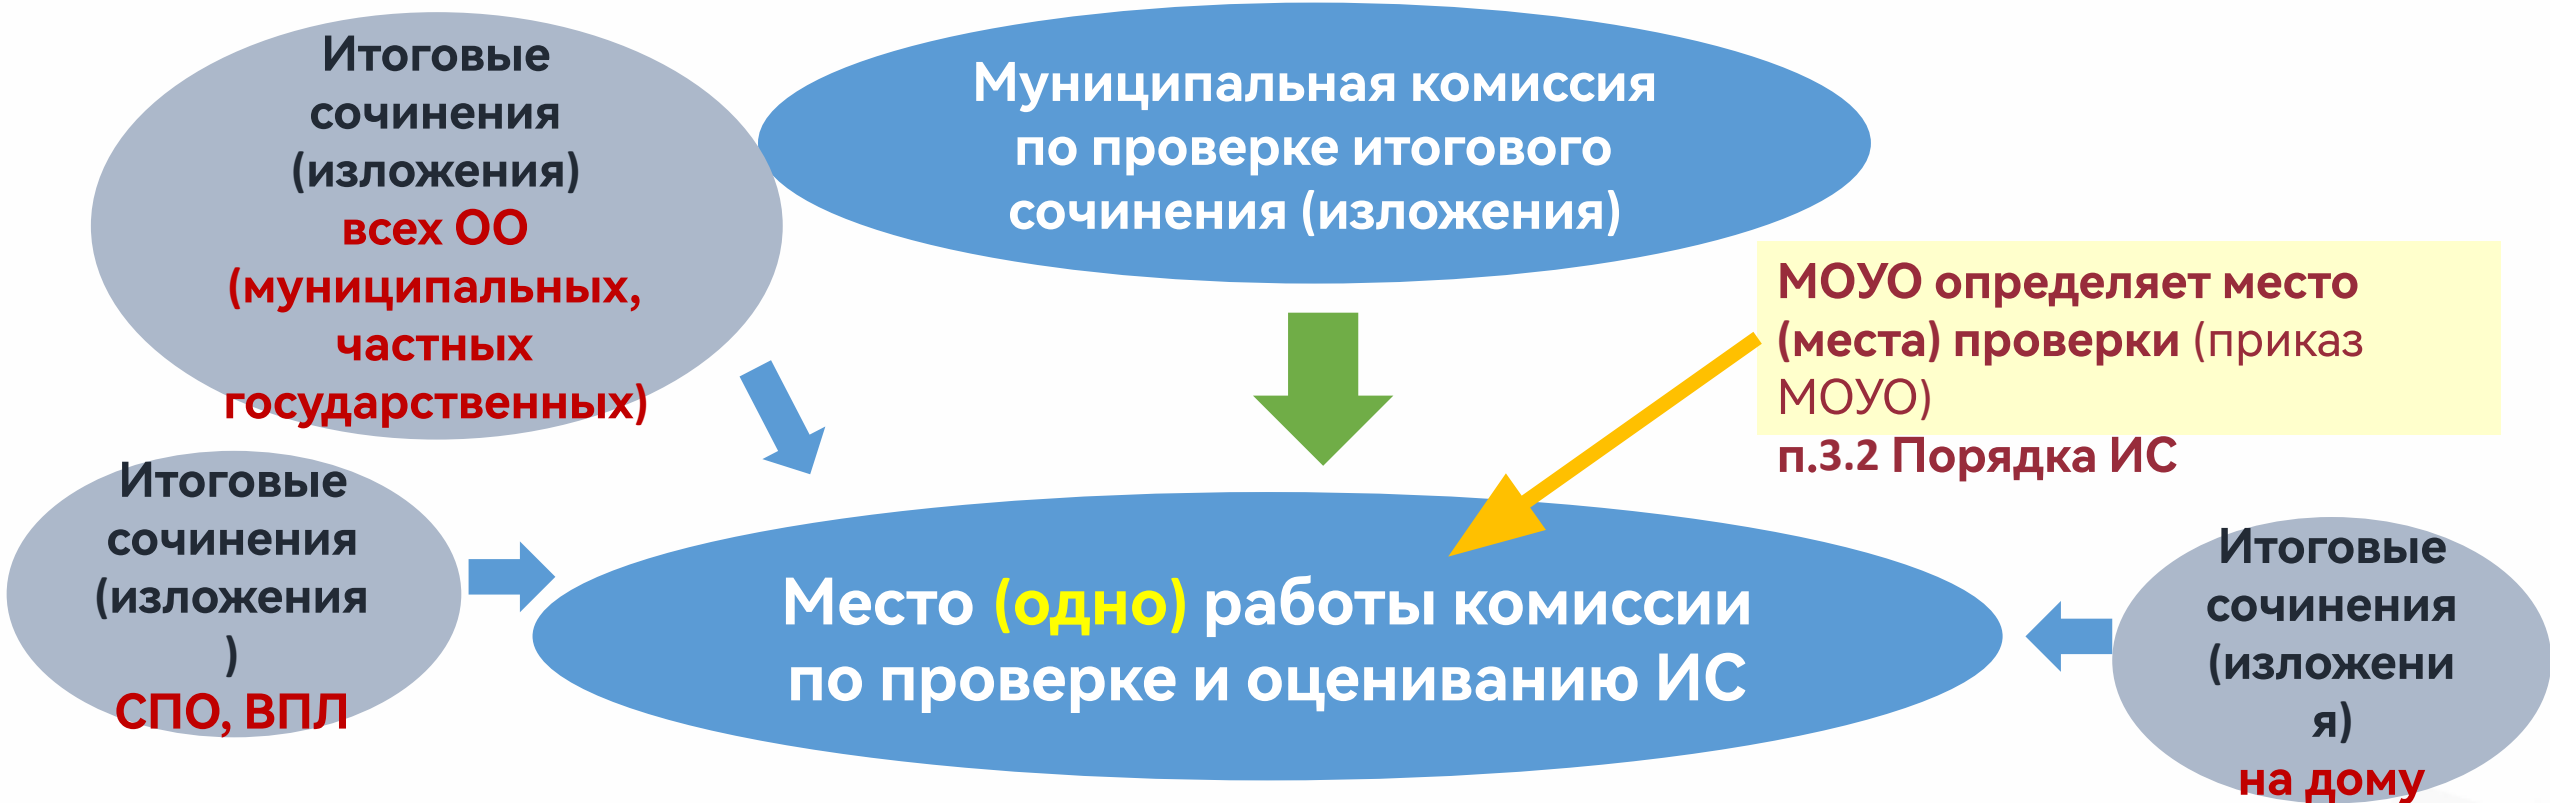 Итоговые
сочинения
(изложения)
всех ОО
(муниципальных,
частных
государственных)
Муниципальная комиссия
по проверке итогового
сочинения (изложения)
МОУО определяет место
(места) проверки (приказ
МОУО)
п.3.2 Порядка ИС
Итоговые
сочинения
(изложения
)
СПО, ВПЛ
Место (одно) работы комиссии
по проверке и оцениванию ИС
Итоговые
сочинения
(изложени
я)
на дому